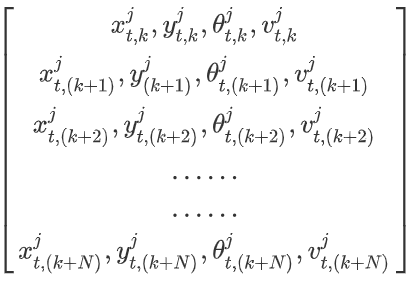 x^j_{t,k}, y^j_{t,k}, θ^j_{t,k}, v^j_{t,k}
x^j_{t,(k+1)}, y^j_{(k+1)}, θ^j_{t,(k+1)}, v^j_{t,(k+1)}
x^j_{t,(k+2)}, y^j_{t,(k+2)}, θ^j_{t,(k+2)}, v^j_{t,(k+2)}
......
......
x^j_{t,(k+N)}, y^j_{t,(k+N)}, θ^j_{t,(k+N)}, v^j_{t,(k+N)}